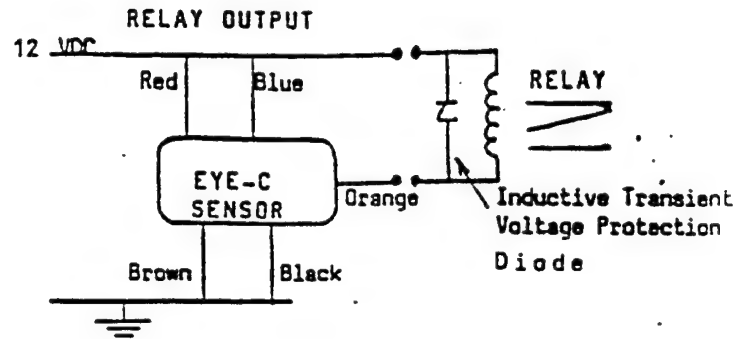 RELAY OUTPUT
12 VDC
Red
Blue
RELAY
EYE-C
SENSOR
Orange
Inductive Transient
Voltage Protection
Diode
Brown
Black